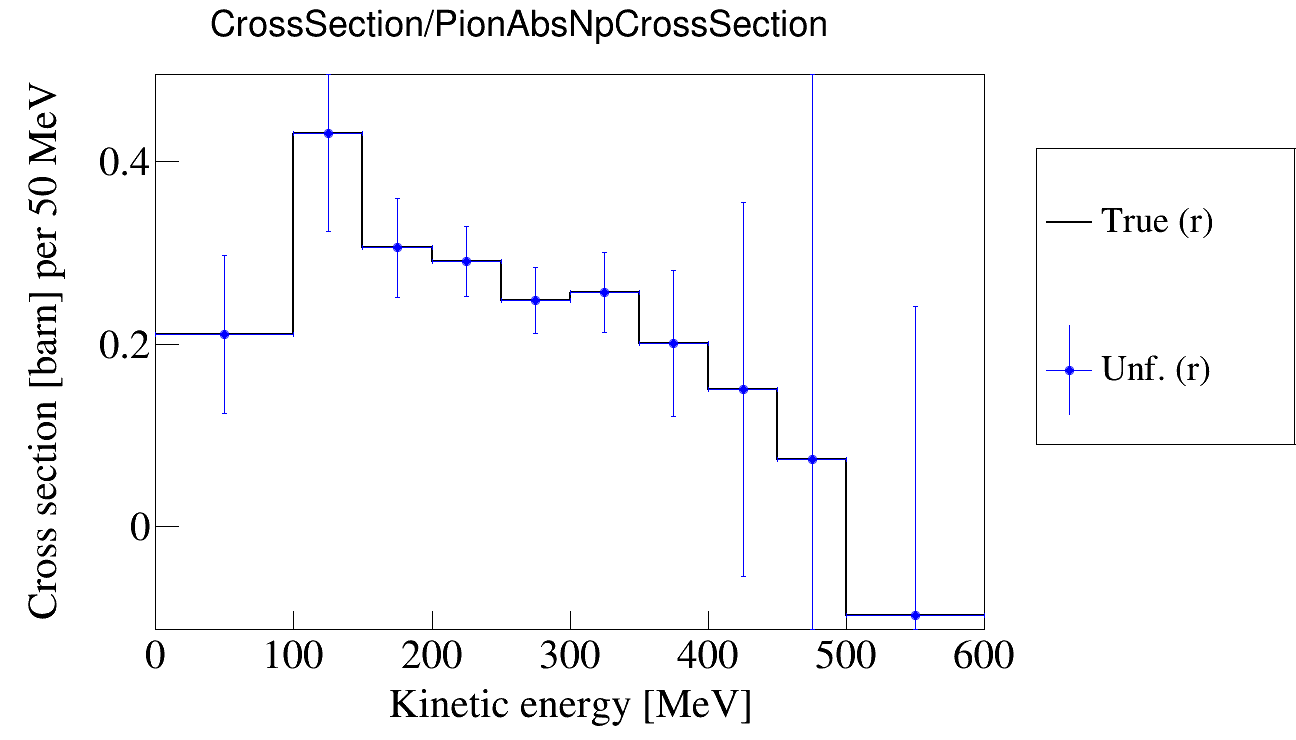 CrossSection/PionAbsNpCrossSection
Cross section [barn] per 50 MeV
0.4
0.2
0
0 100 200 300 400 500 600
Kinetic energy [MeV]
True (r)
Unf. (r)